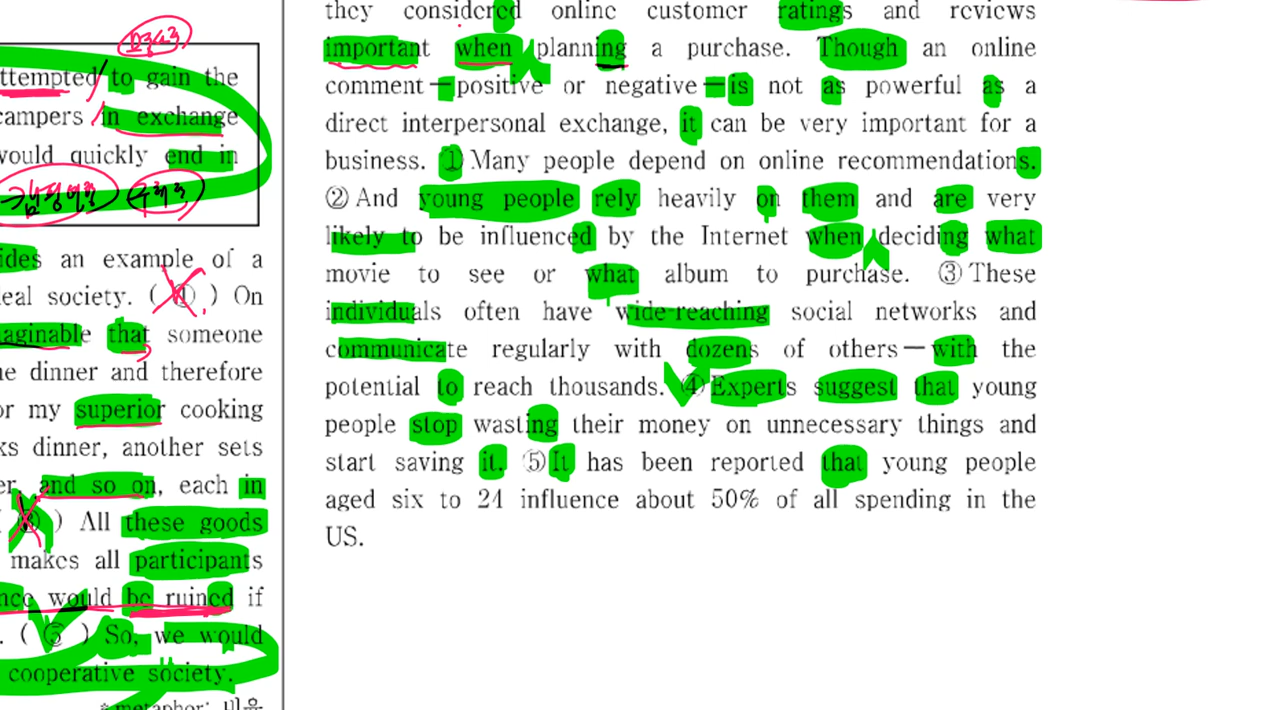 ttempted to gain the
campers in exchange
would quickly end in
ides an example of a
eal society. ( ① ) On
aginable that someone
ne dinner and therefore
or my superior cooking
ks dinner, another sets
er, and so on, each in
) All these goods
makes all participants
nce would be ruined if
. ( ⑤ ) So, we would
cooperative society.
*metaphor: 비유
they considered online customer ratings and reviews
important when planning a purchase. Though an online
comment—positive or negative—is not as powerful as a
direct interpersonal exchange, it can be very important for a
business. ① Many people depend on online recommendations.
② And young people rely heavily on them and are very
likely to be influenced by the Internet when deciding what
movie to see or what album to purchase. ③ These
individuals often have wide-reaching social networks and
communicate regularly with dozens of others—with the
potential to reach thousands. ④ Experts suggest that young
people stop wasting their money on unnecessary things and
start saving it. ⑤ It has been reported that young people
aged six to 24 influence about 50% of all spending in the
US.